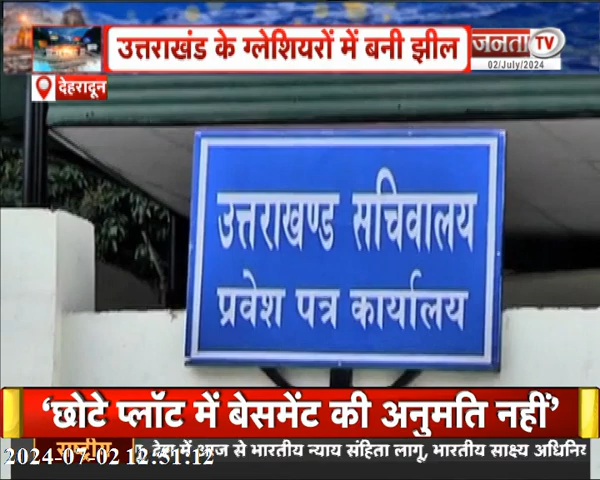 उत्तराखंड के ग्लेशियरों में बनी झील
जनता TV
02/July/2024
देहरादून
उत्तराखण्ड सचिवालय
प्रवेश पत्र कार्यालय
‘छोटे प्लॉट में बेसमेंट की अनुमति नहीं’
राष्ट्रीय
देश में आज से भारतीय न्याय संहिता लागू, भारतीय साक्ष्य अधिनि
2024-07-02 12:51:12